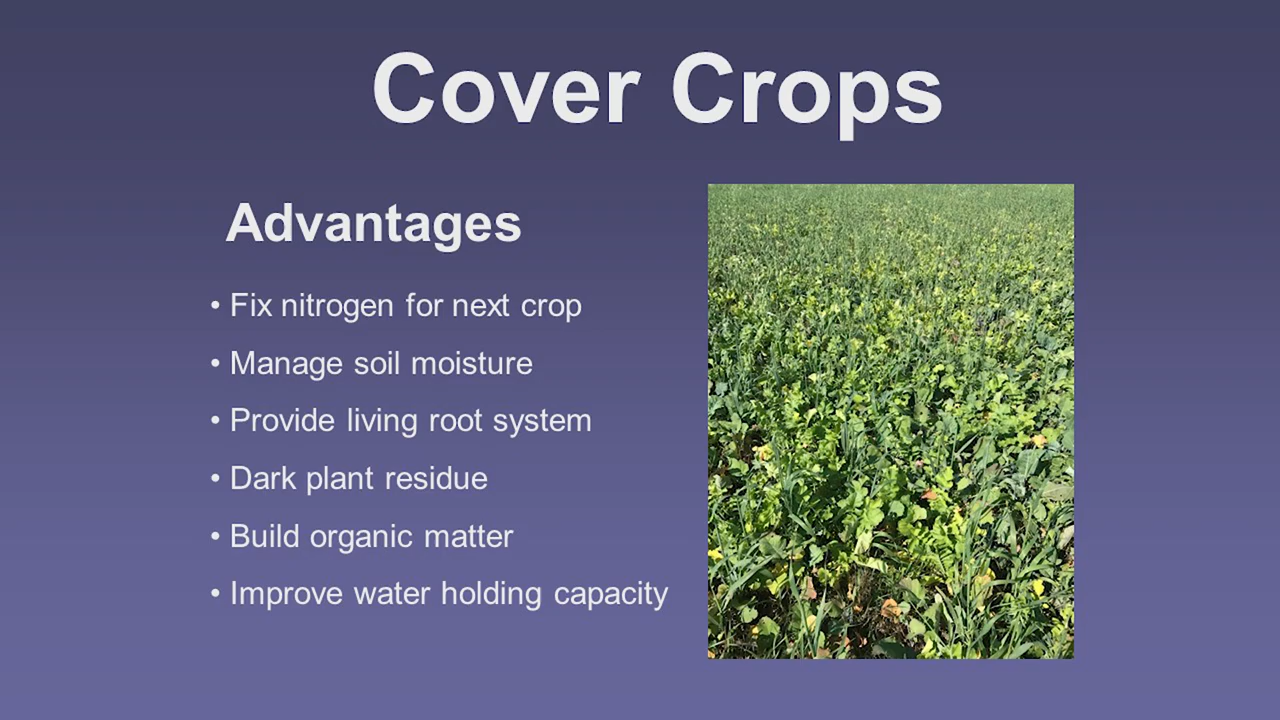 Cover Crops
Advantages
• Fix nitrogen for next crop
• Manage soil moisture
• Provide living root system
• Dark plant residue
• Build organic matter
• Improve water holding capacity